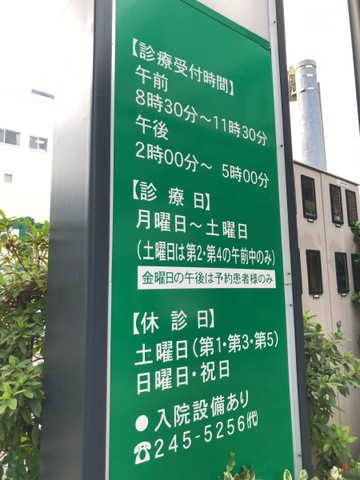 【診療受付時間】
午前
8時30分〜11時30分
午後
2時00分〜 5時00分
【診 療 日】
月曜日〜土曜日
(土曜日は第2・第4の午前中のみ)
金曜日の午後は予約患者様のみ
【休 診 日】
土曜日(第1・第3・第5)
日曜日・祝日
●入院設備あり
☎245-5256㈹